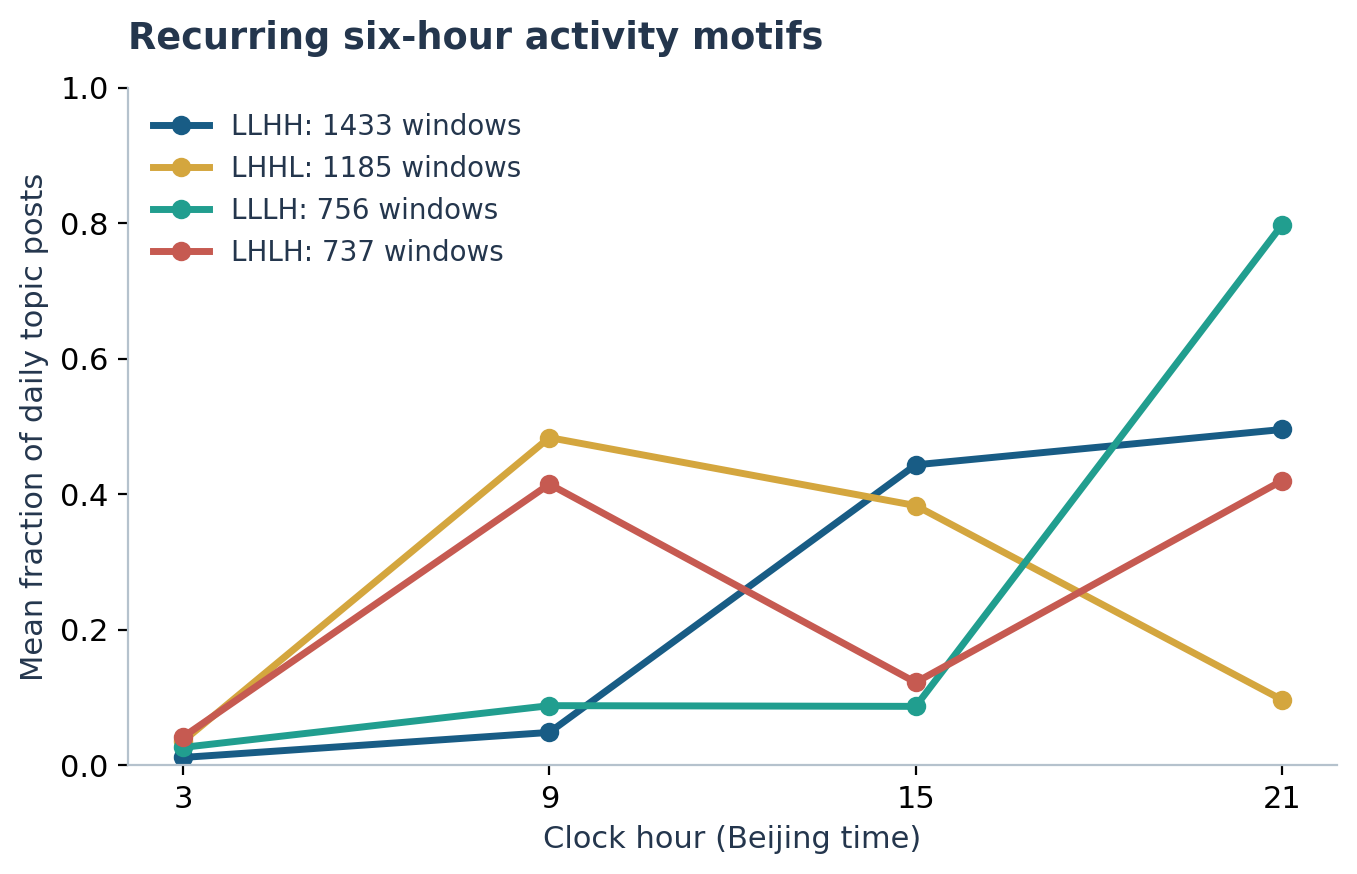 Recurring six-hour activity motifs
Mean fraction of daily topic posts
1.0
0.8
0.6
0.4
0.2
0.0
LLHH: 1433 windows
LHHL: 1185 windows
LLLH: 756 windows
LHLH: 737 windows
3 9 15 21
Clock hour (Beijing time)